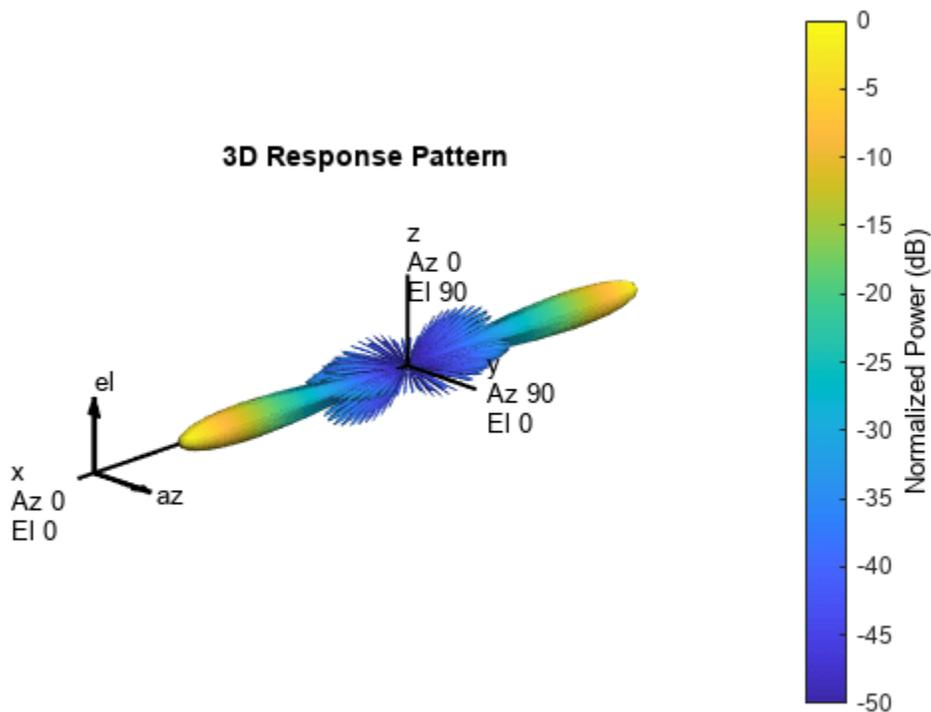 3D Response Pattern
z
Az 0
El 90
y
Az 90
El 0
el
az
x
Az 0
El 0
0
-5
-10
-15
-20
-25
-30
-35
-40
-45
-50
Normalized Power (dB)